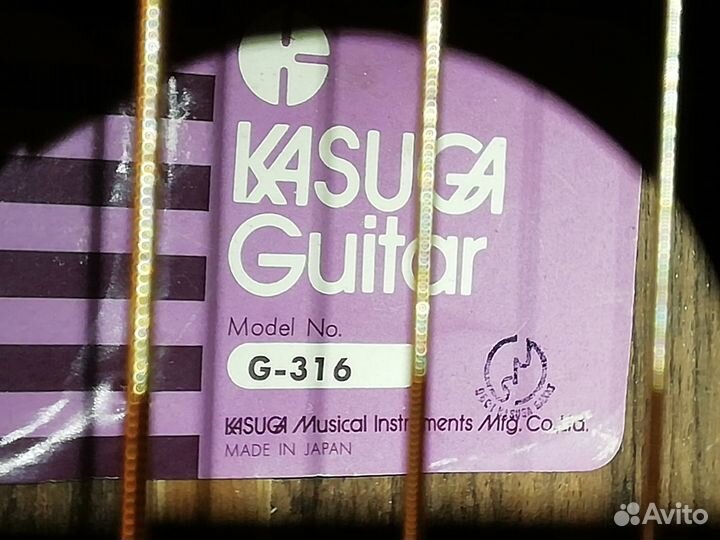 KASUGA
Guitar
Model No.
G-316
KASUGA Musical Instruments Mfg. Co., Ltd.
MADE IN JAPAN
Avito